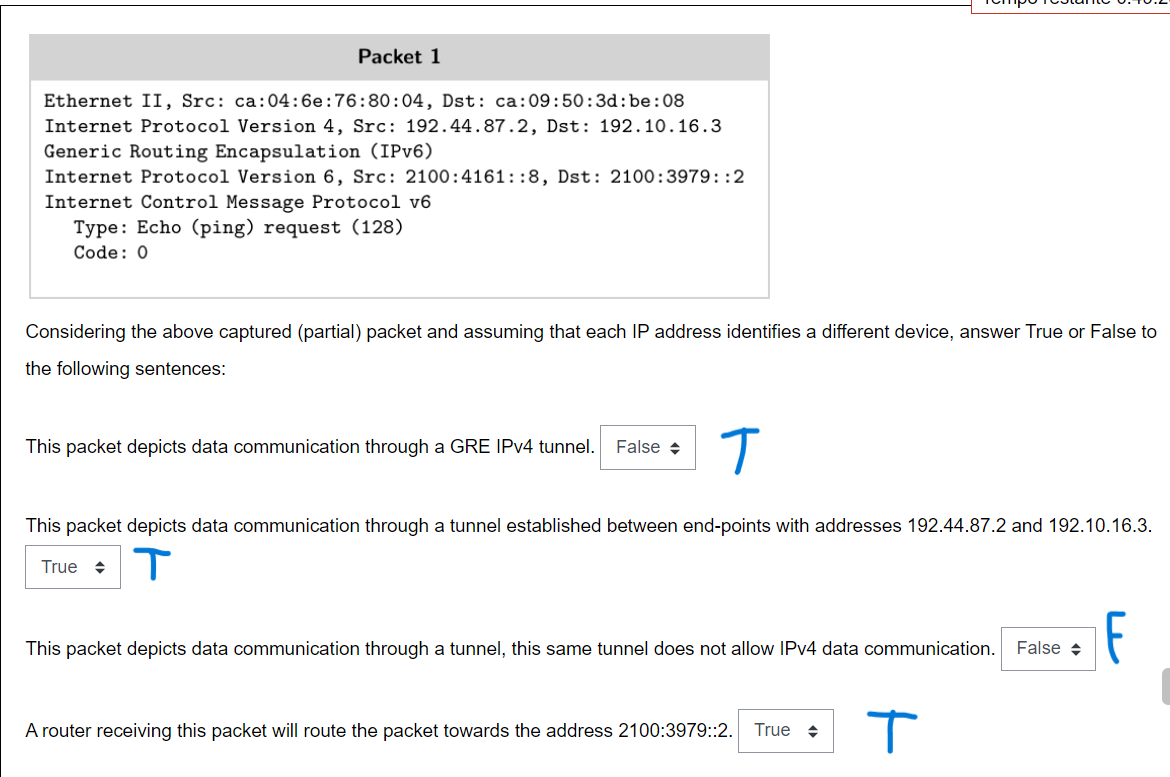 Packet 1
Ethernet II, Src: ca:04:6e:76:80:04, Dst: ca:09:50:3d:be:08
Internet Protocol Version 4, Src: 192.44.87.2, Dst: 192.10.16.3
Generic Routing Encapsulation (IPv6)
Internet Protocol Version 6, Src: 2100:4161::8, Dst: 2100:3979::2
Internet Control Message Protocol v6
Type: Echo (ping) request (128)
Code: 0
Considering the above captured (partial) packet and assuming that each IP address identifies a different device, answer True or False to
the following sentences:
This packet depicts data communication through a GRE IPv4 tunnel. False T
This packet depicts data communication through a tunnel established between end-points with addresses 192.44.87.2 and 192.10.16.3.
True T
This packet depicts data communication through a tunnel, this same tunnel does not allow IPv4 data communication. False F
A router receiving this packet will route the packet towards the address 2100:3979::2. True T